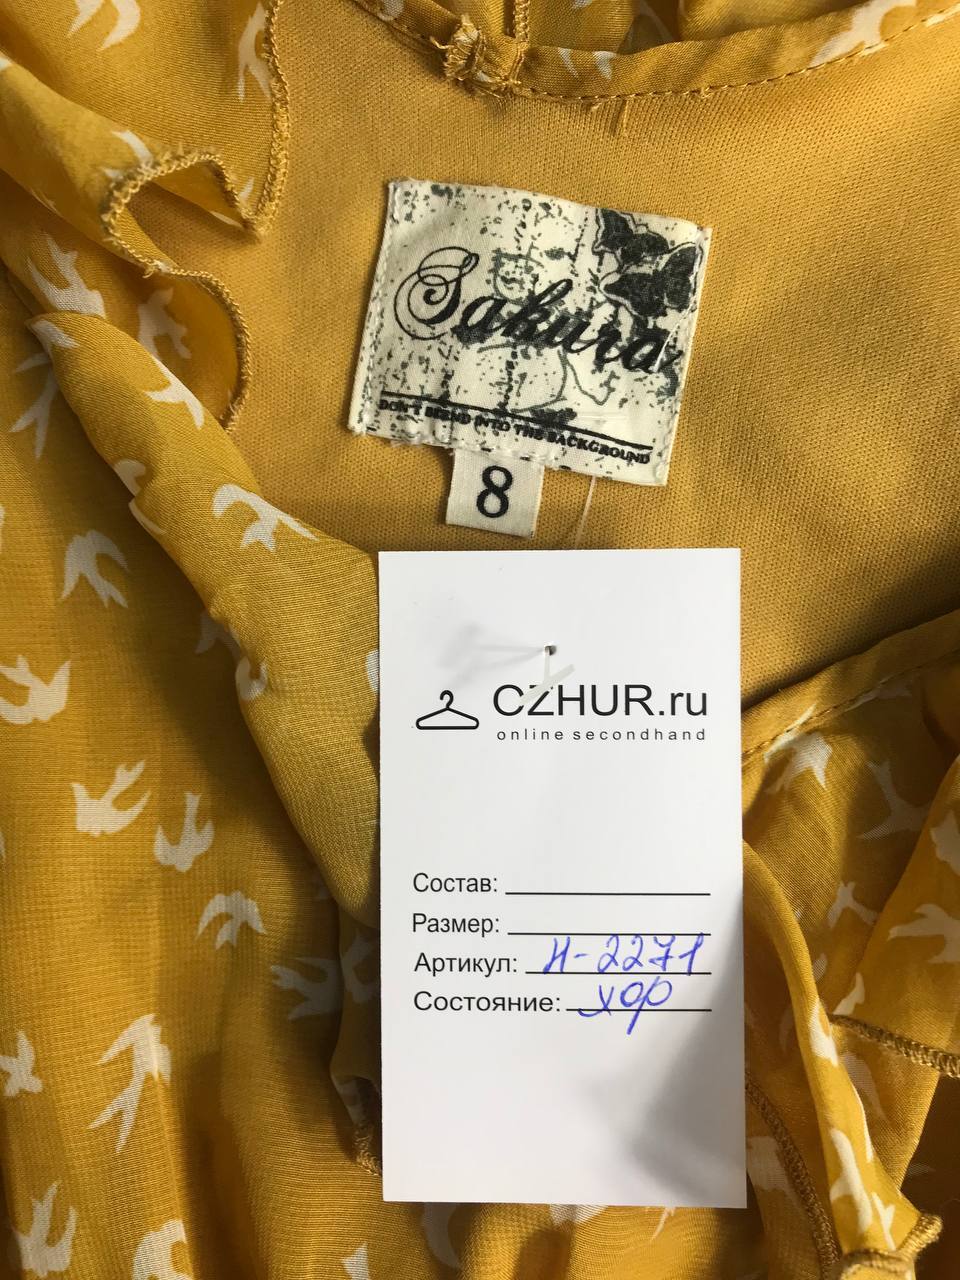 Sakura
DON'T BLEND INTO THE BACKGROUND
8
CZHUR.ru
online secondhand
Состав:
Размер:
Артикул: Н-2271
Состояние: хор